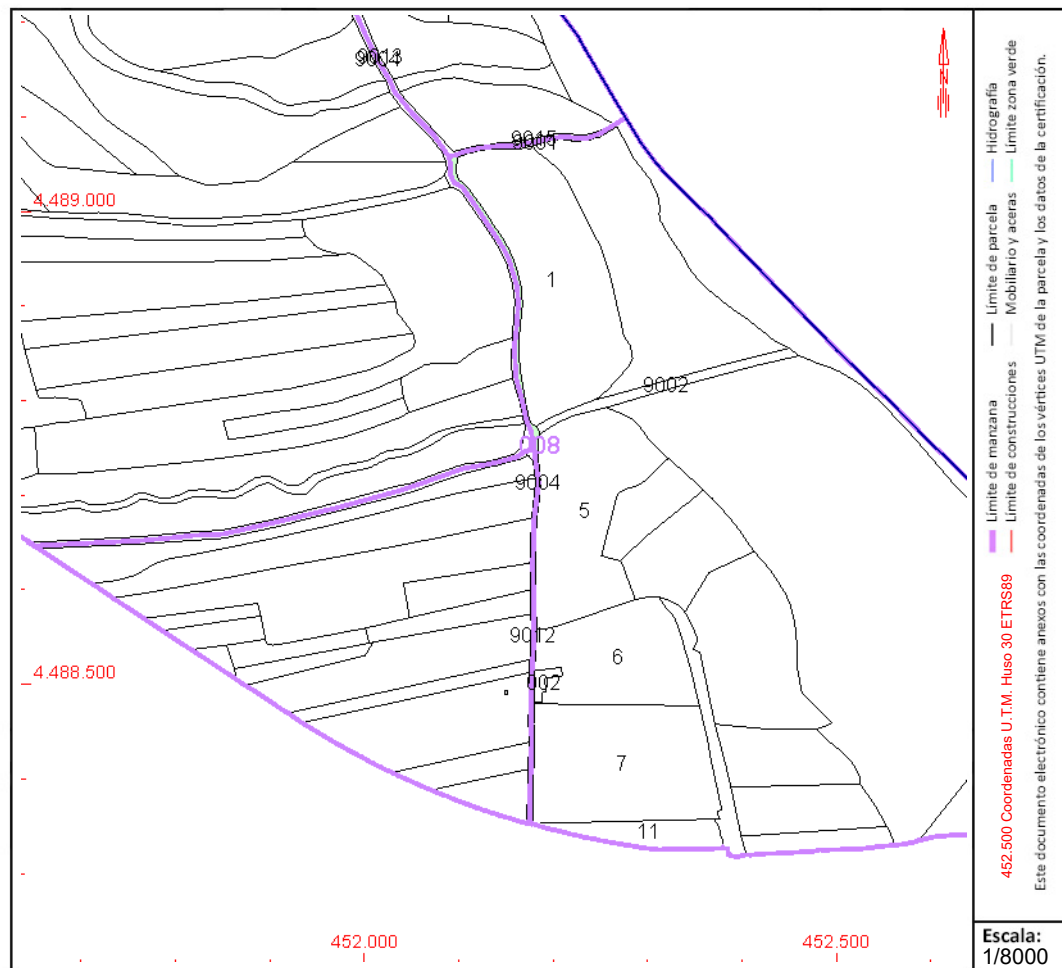 9015
4.489.000
1
9002
008
9004
5
9012
002
6
4.488.500
7
11
452.000
452.500
Límite de manzana
Límite de parcela
Hidrografía
Límite de construcciones
Mobiliario y aceras
Límite zona verde
452.500 Coordenadas U.T.M. Huso 30 ETRS89
Este documento electrónico contiene anexos con las coordenadas de los vértices UTM de la parcela y los datos de la certificación.
N
Escala:
1/8000